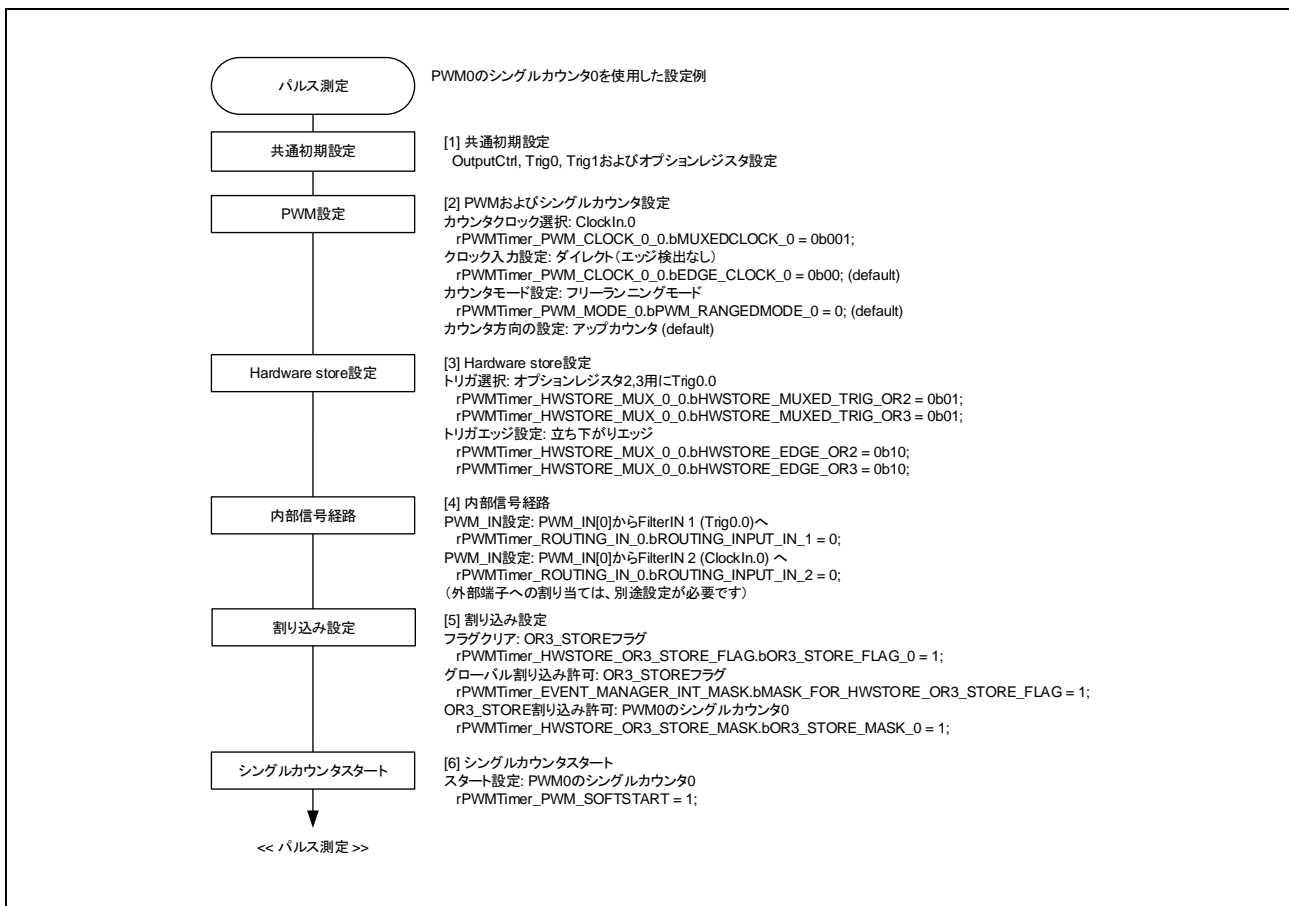 パルス測定
PWM0のシングルカウンタ0を使用した設定例
共通初期設定
[1] 共通初期設定
OutputCtrl, Trig0, Trig1およびオプションレジスタ設定
PWM設定
[2] PWMおよびシングルカウンタ設定
カウンタクロック選択: ClockIn.0
rPWMTimer_PWM_CLOCK_0_0.bMUXEDCLOCK_0 = 0b001;
クロック入力設定: ダイレクト（エッジ検出なし）
rPWMTimer_PWM_CLOCK_0_0.bEDGE_CLOCK_0 = 0b00; (default)
カウンタモード設定: フリーランニングモード
rPWMTimer_PWM_MODE_0.bPWM_RANGEDMODE_0 = 0; (default)
カウンタ方向の設定: アップカウンタ (default)
Hardware store設定
[3] Hardware store設定
トリガ選択: オプションレジスタ2,3用にTrig0.0
rPWMTimer_HWSTORE_MUX_0_0.bHWSTORE_MUXED_TRIG_OR2 = 0b01;
rPWMTimer_HWSTORE_MUX_0_0.bHWSTORE_MUXED_TRIG_OR3 = 0b01;
トリガエッジ設定: 立ち下がりエッジ
rPWMTimer_HWSTORE_MUX_0_0.bHWSTORE_EDGE_OR2 = 0b10;
rPWMTimer_HWSTORE_MUX_0_0.bHWSTORE_EDGE_OR3 = 0b10;
内部信号経路
[4] 内部信号経路
PWM_IN設定: PWM_IN[0]からFilterIN 1 (Trig0.0)へ
rPWMTimer_ROUTING_IN_0.bROUTING_INPUT_IN_1 = 0;
PWM_IN設定: PWM_IN[0]からFilterIN 2 (ClockIn.0) へ
rPWMTimer_ROUTING_IN_0.bROUTING_INPUT_IN_2 = 0;
（外部端子への割り当ては、別途設定が必要です）
割り込み設定
[5] 割り込み設定
フラグクリア: OR3_STOREフラグ
rPWMTimer_HWSTORE_OR3_STORE_FLAG.bOR3_STORE_FLAG_0 = 1;
グローバル割り込み許可: OR3_STOREフラグ
rPWMTimer_EVENT_MANAGER_INT_MASK.bMASK_FOR_HWSTORE_OR3_STORE_FLAG = 1;
OR3_STORE割り込み許可: PWM0のシングルカウンタ0
rPWMTimer_HWSTORE_OR3_STORE_MASK.bOR3_STORE_MASK_0 = 1;
シングルカウンタスタート
[6] シングルカウンタスタート
スタート設定: PWM0のシングルカウンタ0
rPWMTimer_PWM_SOFTSTART = 1;
<< パルス測定 >>